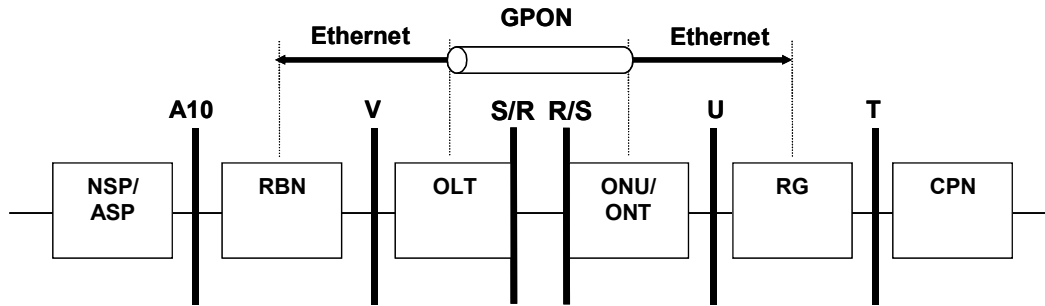 GPON
Ethernet Ethernet
A10 V S/R R/S U T
NSP/ RBN OLT ONU/ RG CPN
ASP ONT